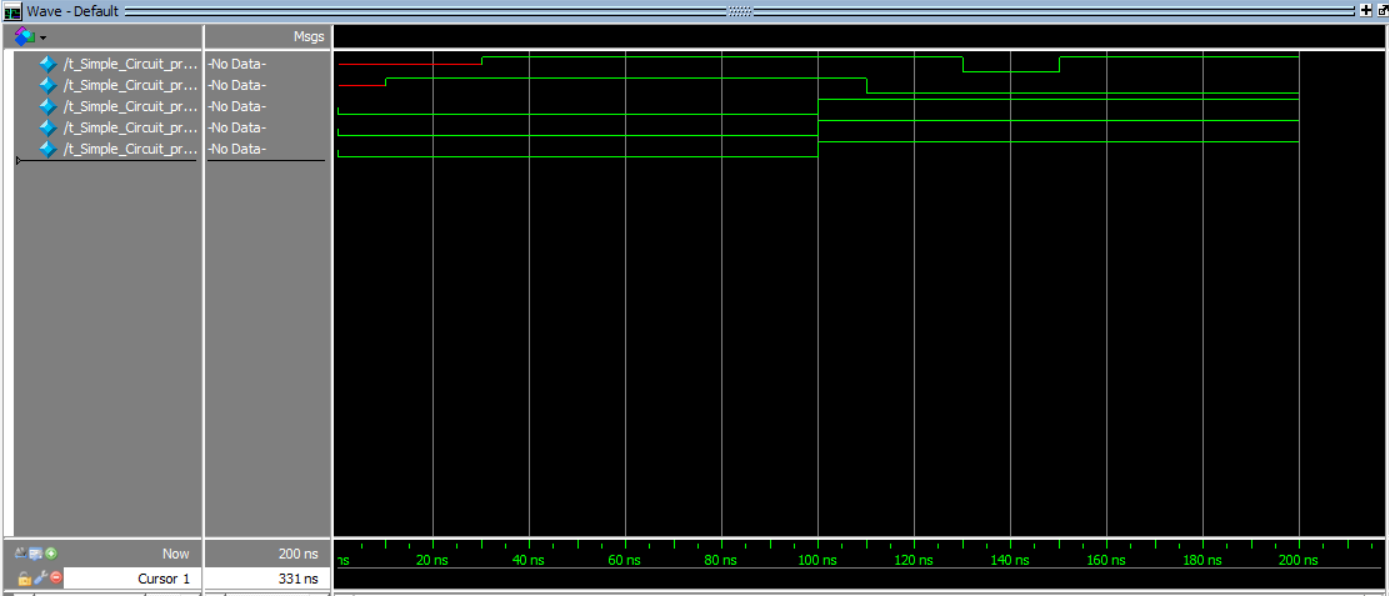 Wave - Default
Msgs
/t_Simple_Circuit_pr... -No Data-
/t_Simple_Circuit_pr... -No Data-
/t_Simple_Circuit_pr... -No Data-
/t_Simple_Circuit_pr... -No Data-
/t_Simple_Circuit_pr... -No Data-
Now 200 ns ns 20 ns 40 ns 60 ns 80 ns 100 ns 120 ns 140 ns 160 ns 180 ns 200 ns
Cursor 1 331 ns